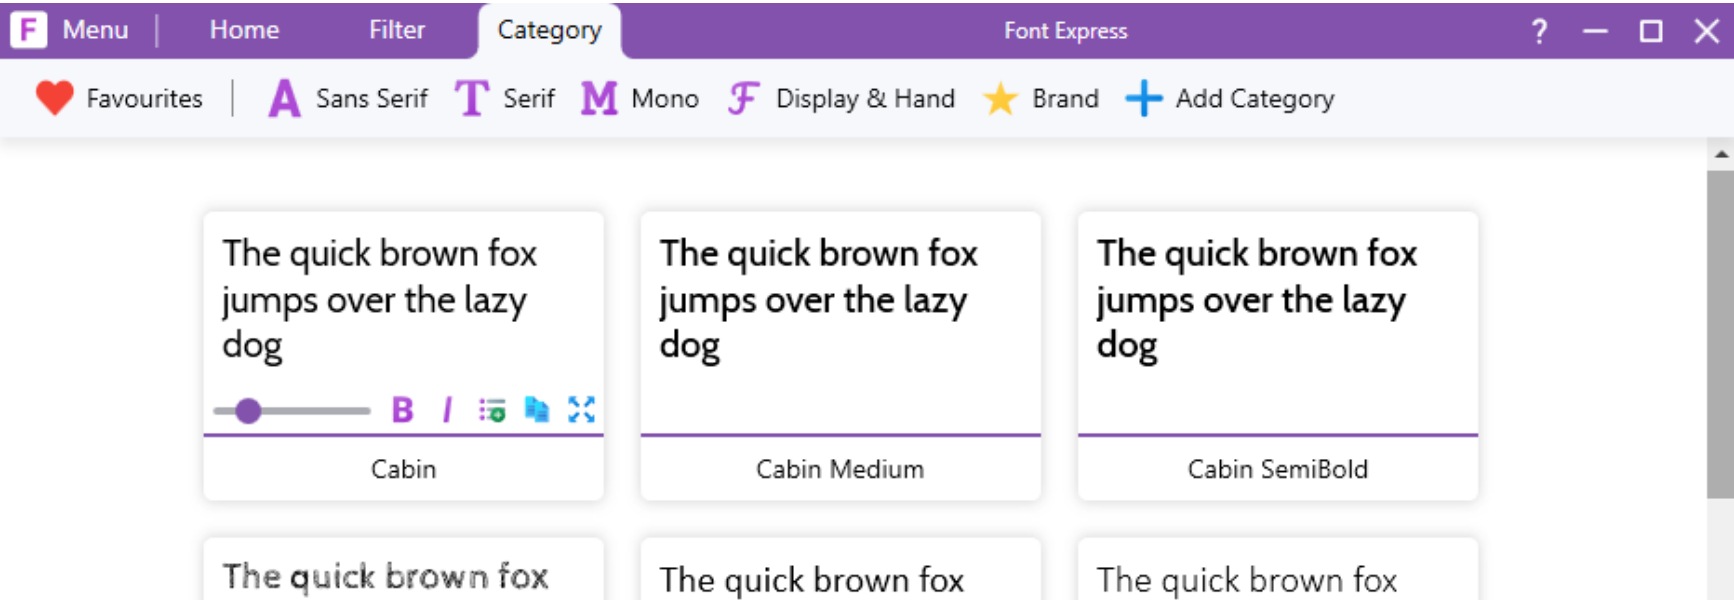 F Menu Home Filter Category Font Express ?
Favourites A Sans Serif T Serif M Mono F Display & Hand Brand Add Category
The quick brown fox
jumps over the lazy
dog
B I
Cabin
The quick brown fox
jumps over the lazy
dog
Cabin Medium
The quick brown fox
jumps over the lazy
dog
Cabin SemiBold
The quick brown fox
The quick brown fox
The quick brown fox